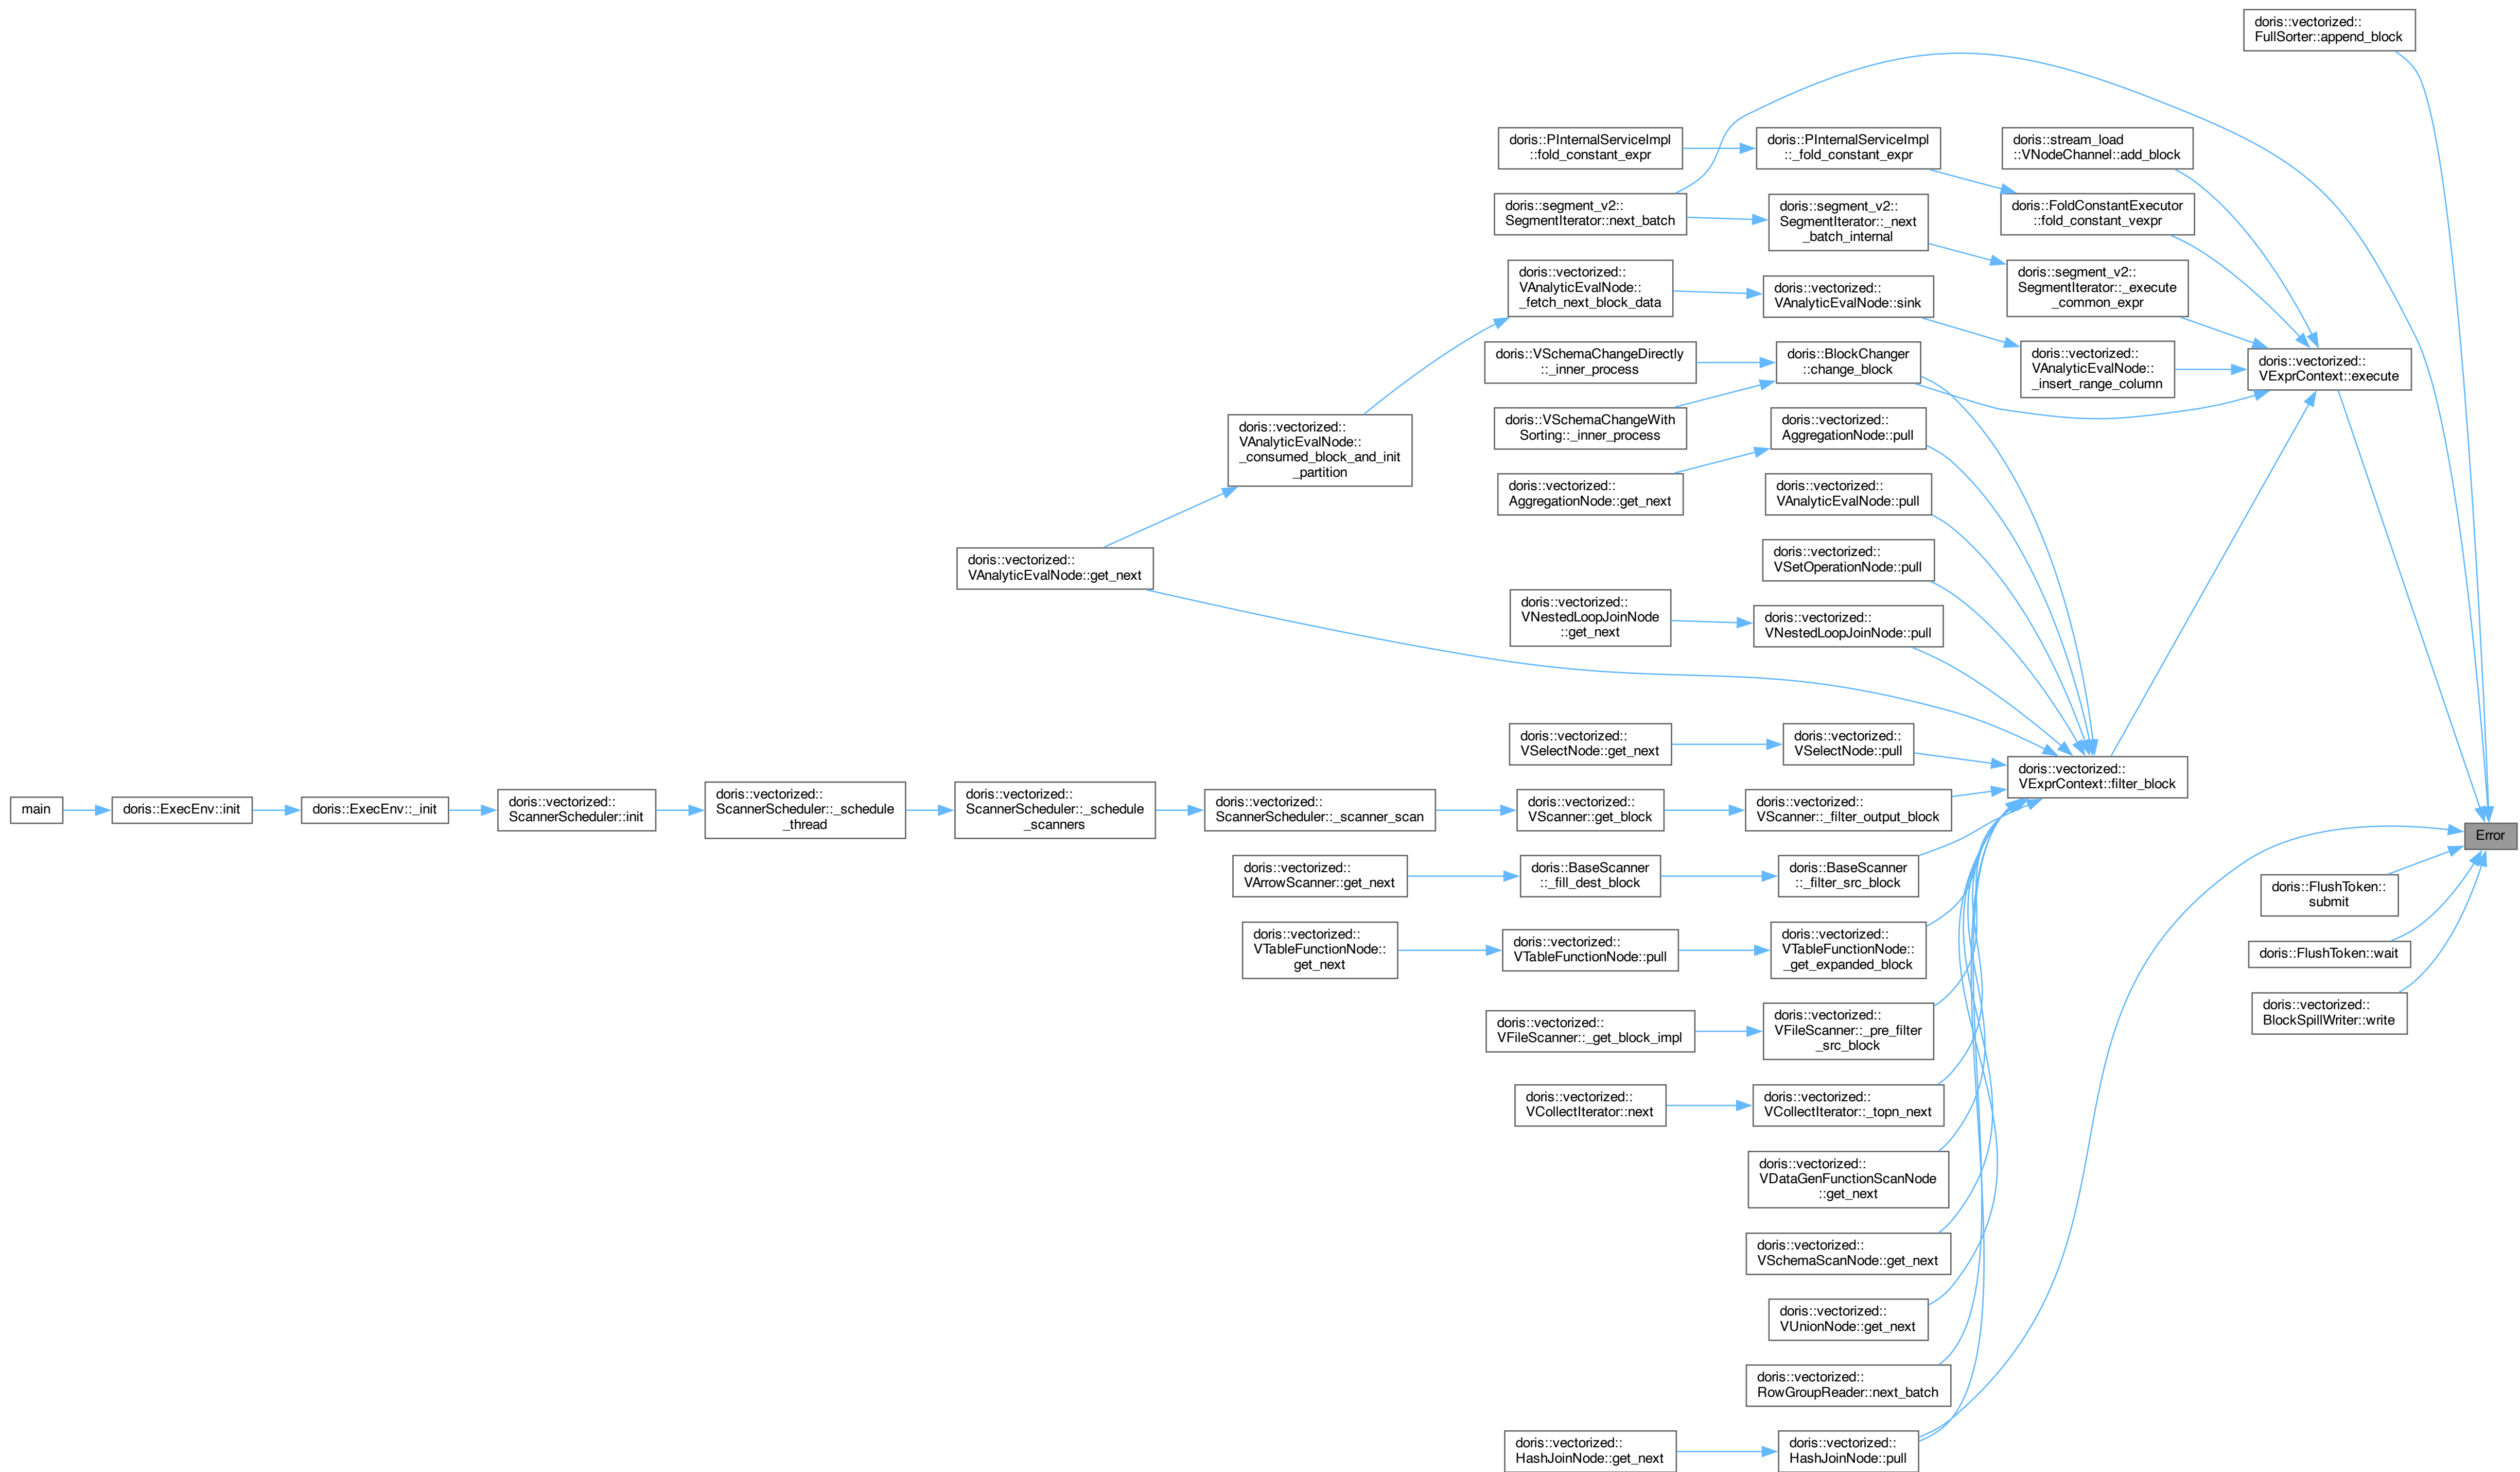 doris::vectorized::
FullSorter::append_block
doris::PInternalServiceImpl
::fold_constant_expr
doris::PInternalServiceImpl
::_fold_constant_expr
doris::stream_load
::VNodeChannel::add_block
doris::segment_v2::
SegmentIterator::next_batch
doris::segment_v2::
SegmentIterator::_next
_batch_internal
doris::FoldConstantExecutor
::fold_constant_vexpr
doris::vectorized::
VAnalyticEvalNode::
_fetch_next_block_data
doris::vectorized::
VAnalyticEvalNode::sink
doris::segment_v2::
SegmentIterator::_execute
_common_expr
doris::VSchemaChangeDirectly
::_inner_process
doris::BlockChanger
::change_block
doris::vectorized::
VAnalyticEvalNode::
_insert_range_column
doris::vectorized::
VExprContext::execute
doris::vectorized::
VAnalyticEvalNode::
_consumed_block_and_init
_partition
doris::VSchemaChangeWith
Sorting::_inner_process
doris::vectorized::
AggregationNode::pull
doris::vectorized::
AggregationNode::get_next
doris::vectorized::
VAnalyticEvalNode::pull
doris::vectorized::
VAnalyticEvalNode::get_next
doris::vectorized::
VSetOperationNode::pull
doris::vectorized::
VNestedLoopJoinNode
::get_next
doris::vectorized::
VNestedLoopJoinNode::pull
doris::vectorized::
VSelectNode::get_next
doris::vectorized::
VSelectNode::pull
doris::vectorized::
VExprContext::filter_block
main
doris::ExecEnv::init
doris::ExecEnv::_init
doris::vectorized::
ScannerScheduler::init
doris::vectorized::
ScannerScheduler::_schedule
_thread
doris::vectorized::
ScannerScheduler::_schedule
_scanners
doris::vectorized::
ScannerScheduler::_scanner_scan
doris::vectorized::
VScanner::get_block
doris::vectorized::
VScanner::_filter_output_block
Error
doris::vectorized::
VArrowScanner::get_next
doris::BaseScanner
::_fill_dest_block
doris::BaseScanner
::_filter_src_block
doris::FlushToken::
submit
doris::vectorized::
VTableFunctionNode::
get_next
doris::vectorized::
VTableFunctionNode::pull
doris::vectorized::
VTableFunctionNode::
_get_expanded_block
doris::FlushToken::wait
doris::vectorized::
BlockSpillWriter::write
doris::vectorized::
VFileScanner::_get_block_impl
doris::vectorized::
VFileScanner::_pre_filter
_src_block
doris::vectorized::
VCollectIterator::next
doris::vectorized::
VCollectIterator::_topn_next
doris::vectorized::
VDataGenFunctionScanNode
::get_next
doris::vectorized::
VSchemaScanNode::get_next
doris::vectorized::
VUnionNode::get_next
doris::vectorized::
RowGroupReader::next_batch
doris::vectorized::
HashJoinNode::get_next
doris::vectorized::
HashJoinNode::pull